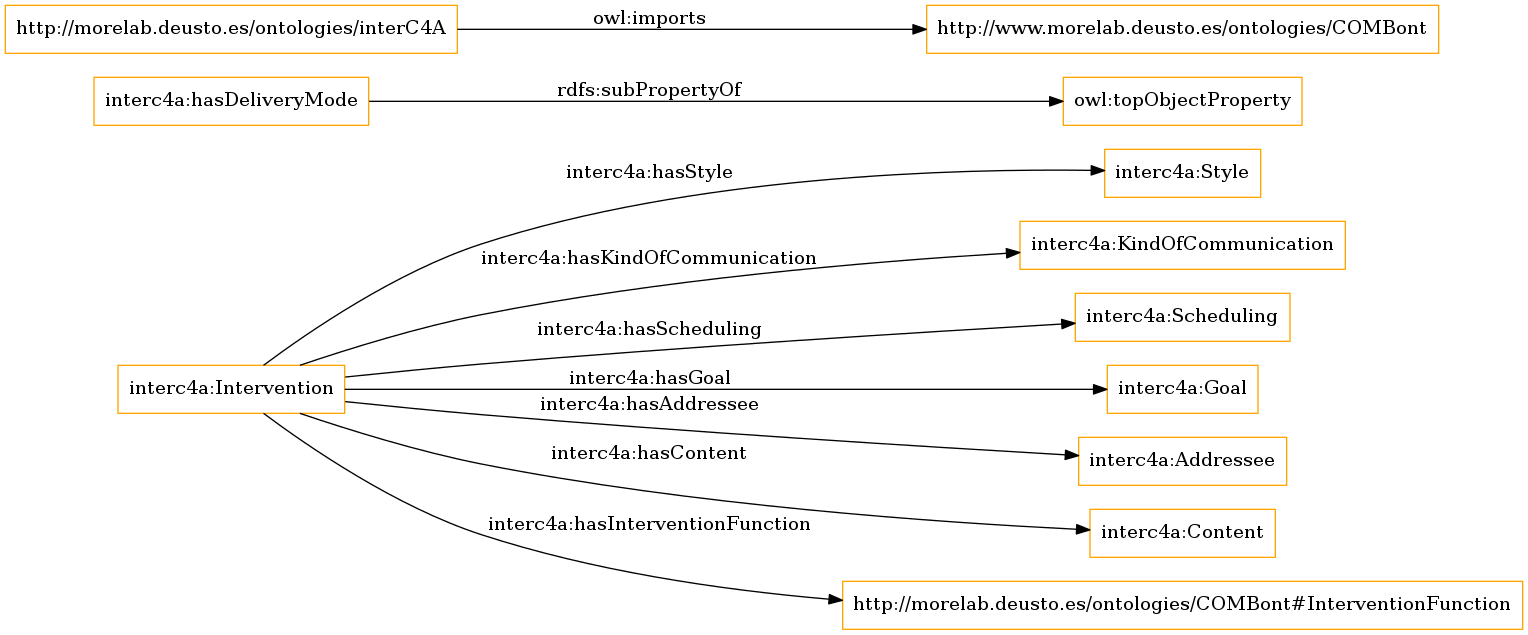 http://morelab.deusto.es/ontologies/interC4A
owl:imports
http://www.morelab.deusto.es/ontologies/COMBont
interc4a:hasDeliveryMode
rdfs:subPropertyOf
owl:topObjectProperty
interc4a:hasStyle
interc4a:Style
interc4a:hasKindOfCommunication
interc4a:KindOfCommunication
interc4a:hasScheduling
interc4a:Scheduling
interc4a:Intervention
interc4a:hasGoal
interc4a:Goal
interc4a:hasAddressee
interc4a:Addressee
interc4a:hasContent
interc4a:Content
interc4a:hasInterventionFunction
http://morelab.deusto.es/ontologies/COMBont#InterventionFunction